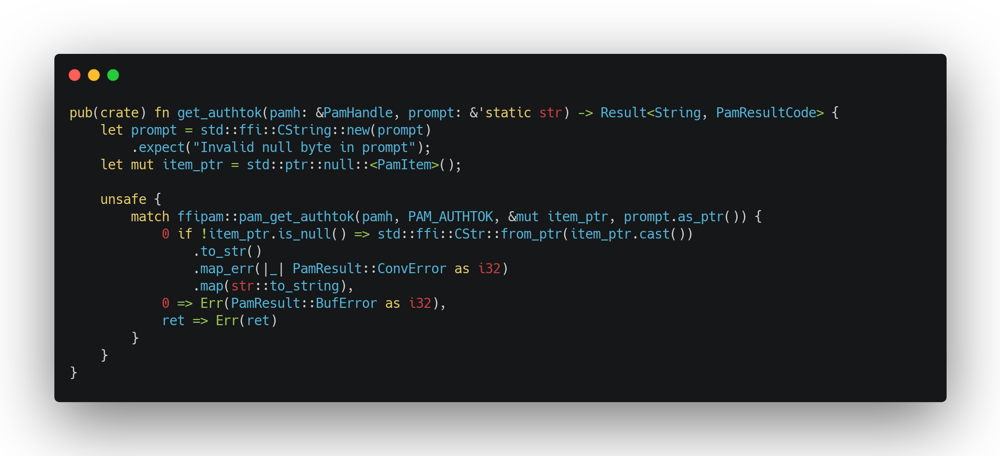 pub(crate) fn get_authtok(pamh: &PamHandle, prompt: &'static str) -> Result<String, PamResultCode> {
    let prompt = std::ffi::CString::new(prompt)
        .expect("Invalid null byte in prompt");
    let mut item_ptr = std::ptr::null::<PamItem>();

    unsafe {
        match ffipam::pam_get_authtok(pamh, PAM_AUTHTOK, &mut item_ptr, prompt.as_ptr()) {
            0 if !item_ptr.is_null() => std::ffi::CStr::from_ptr(item_ptr.cast())
                .to_str()
                .map_err(|_| PamResult::ConvError as i32)
                .map(str::to_string),
            0 => Err(PamResult::BufError as i32),
            ret => Err(ret)
        }
    }
}